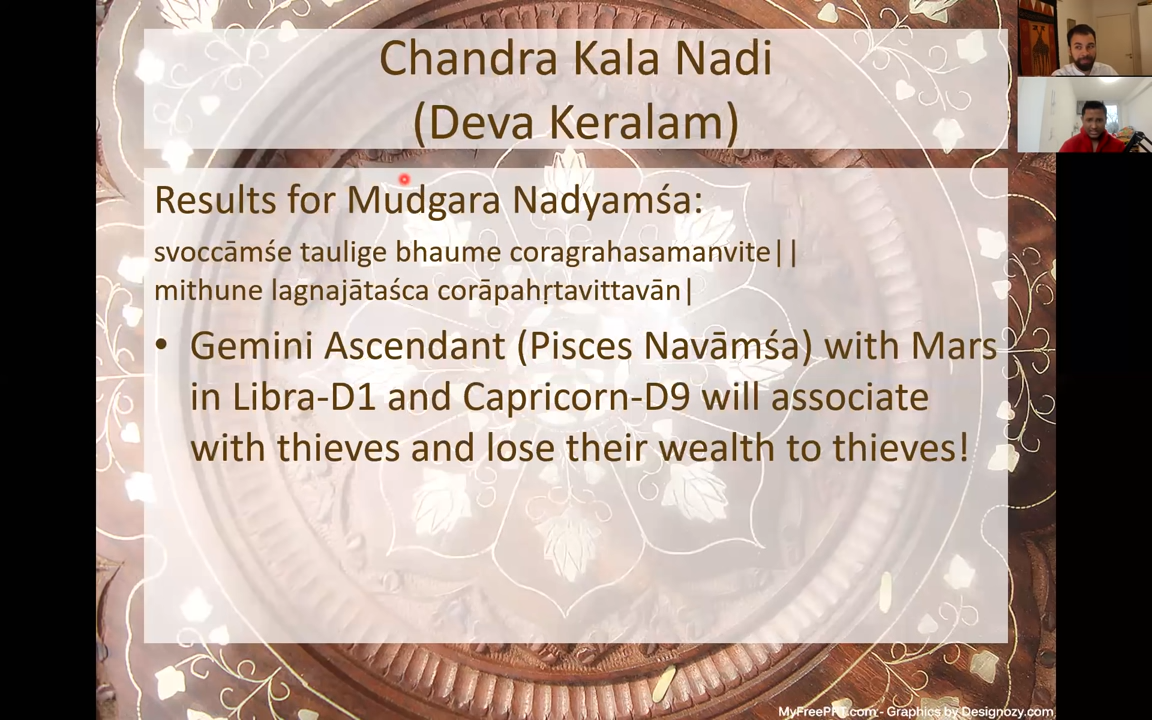 Chandra Kala Nadi
(Deva Keralam)
Results for Mudgara Nadyamśa:
svoccāmśe taulige bhaume coragrahasamanvite||
mithune lagnajātaśca corāpahṛtavittavān|
• Gemini Ascendant (Pisces Navāmśa) with Mars
in Libra-D1 and Capricorn-D9 will associate
with thieves and lose their wealth to thieves!
MyFreePPT.com - Graphics by Designozy.com